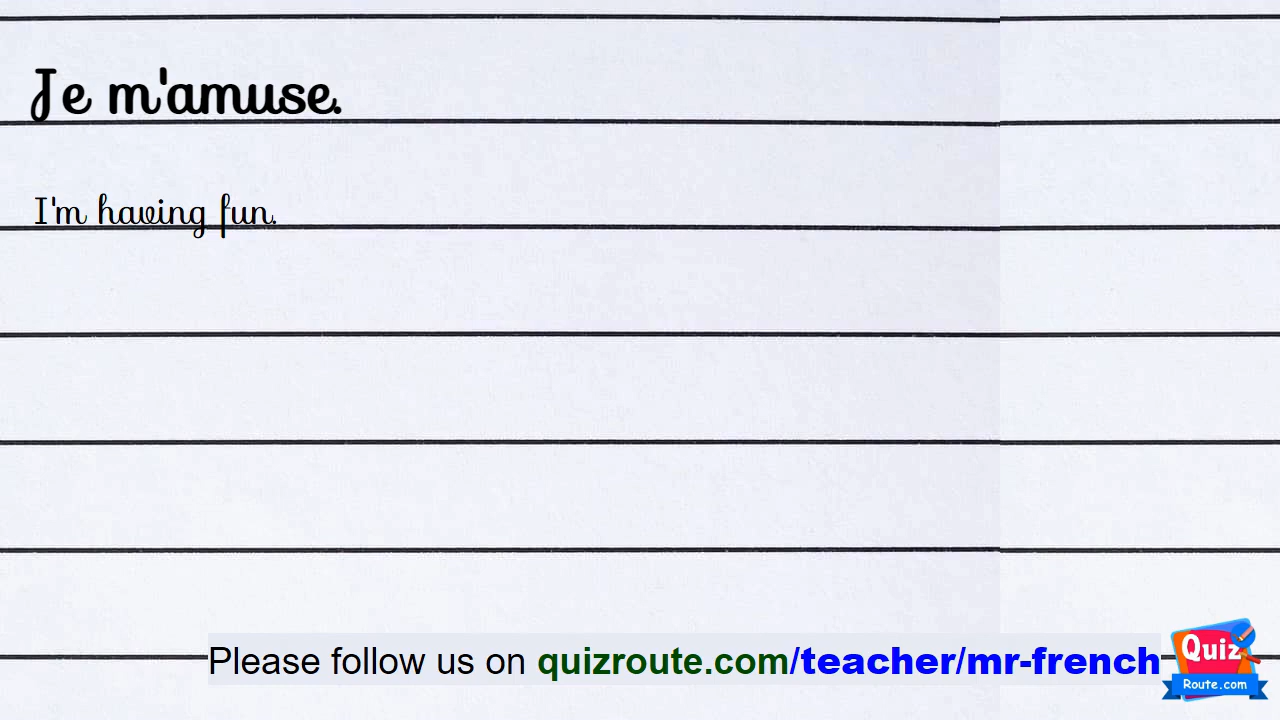 Je m'amuse.
I'm having fun.
Please follow us on quizroute.com/teacher/mr-french
Quiz
Route.com